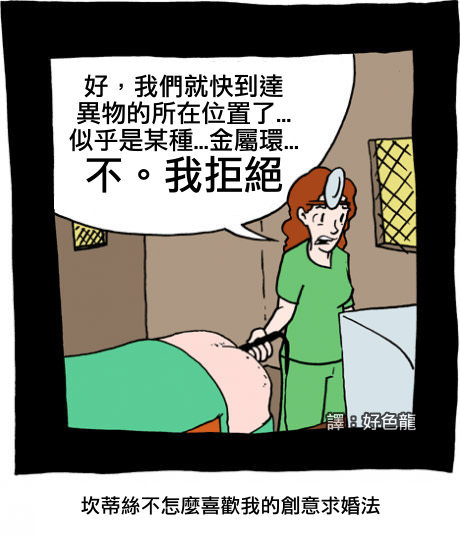 好，我們就快到達
異物的所在位置了...
似乎是某種...金屬環...
不。我拒絕
譯：好色龍
坎蒂絲不怎麼喜歡我的創意求婚法